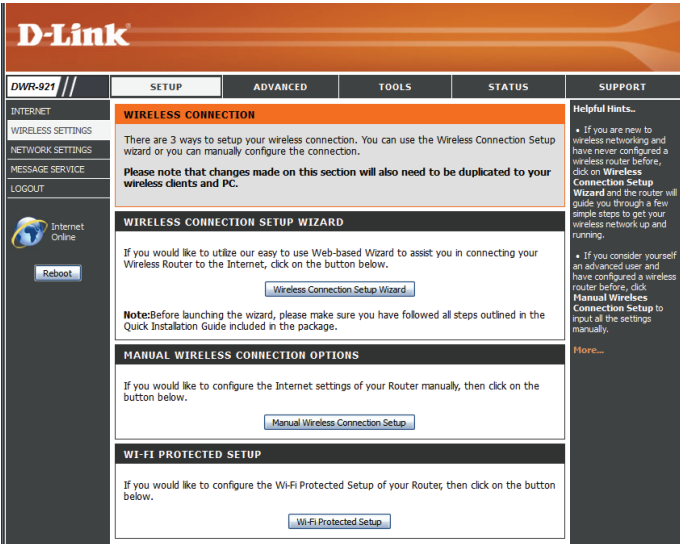 D-Link
DWR-921
SETUP
ADVANCED
TOOLS
STATUS
SUPPORT
INTERNET
WIRELESS SETTINGS
NETWORK SETTINGS
MESSAGE SERVICE
LOGOUT
Internet
Online
Reboot
WIRELESS CONNECTION
There are 3 ways to setup your wireless connection. You can use the Wireless Connection Setup
wizard or you can manually configure the connection.
Please note that changes made on this section will also need to be duplicated to your
wireless clients and PC.
WIRELESS CONNECTION SETUP WIZARD
If you would like to utilize our easy to use Web-based Wizard to assist you in connecting your
Wireless Router to the Internet, click on the button below.
Wireless Connection Setup Wizard
Note:Before launching the wizard, please make sure you have followed all steps outlined in the
Quick Installation Guide included in the package.
MANUAL WIRELESS CONNECTION OPTIONS
If you would like to configure the Internet settings of your Router manually, then click on the
button below.
Manual Wireless Connection Setup
WI-FI PROTECTED SETUP
If you would like to configure the Wi-Fi Protected Setup of your Router, then click on the button
below.
Wi-Fi Protected Setup
Helpful Hints..
• If you are new to
wireless networking and
have never configured a
wireless router before,
click on Wireless
Connection Setup
Wizard and the router will
guide you through a few
simple steps to get your
wireless network up and
running.
• If you consider yourself
an advanced user and
have configured a wireless
router before, click
Manual Wirelses
Connection Setup to
input all the settings
manually.
More...